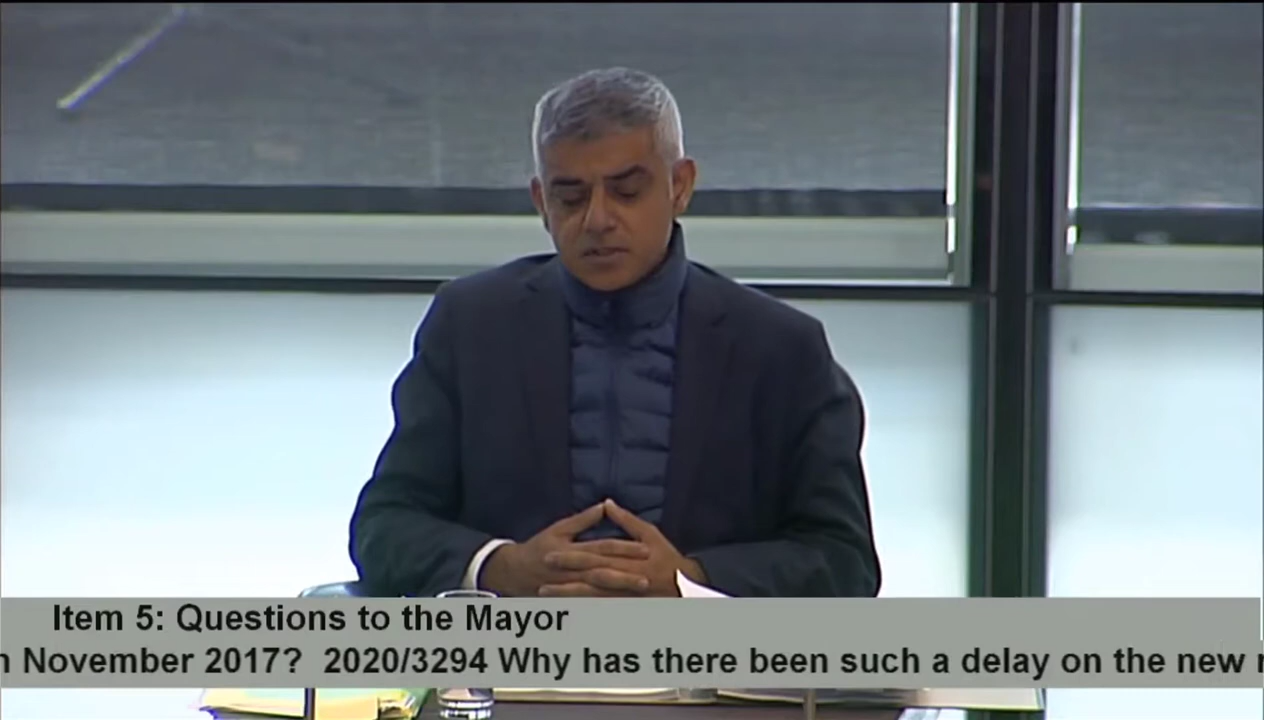 Item 5: Questions to the Mayor
November 2017? 2020/3294 Why has there been such a delay on the new